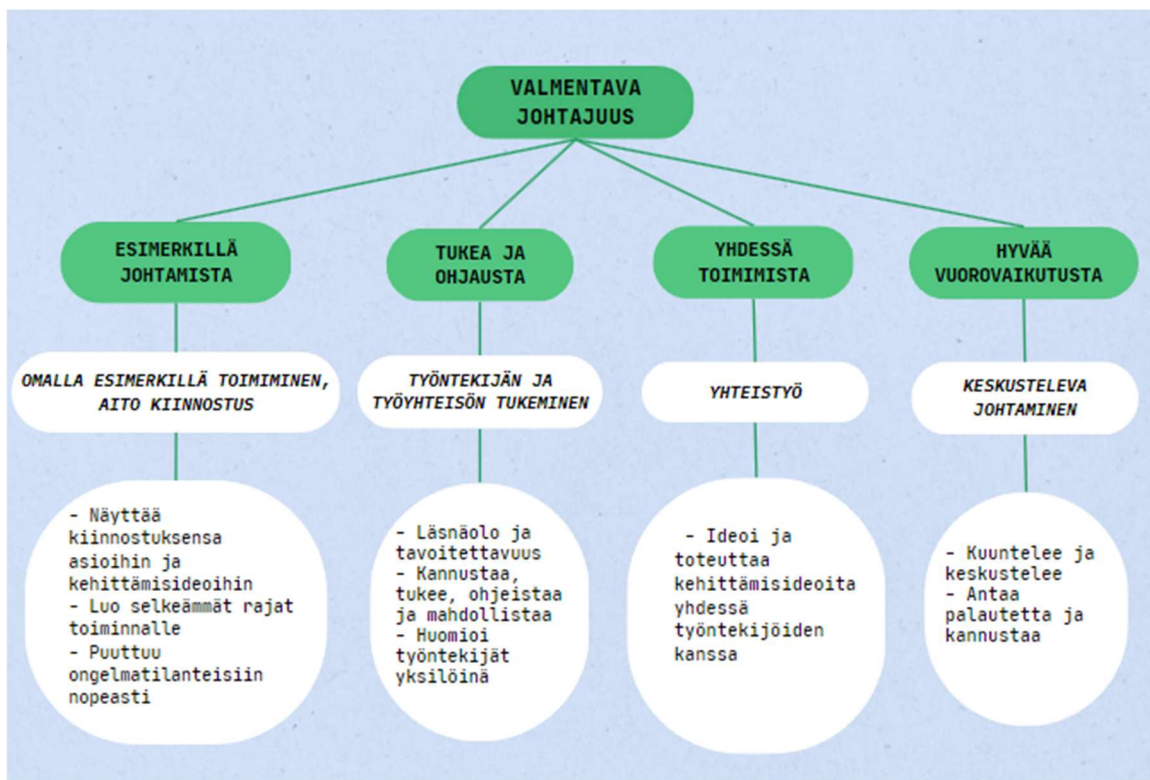 VALMENTAVA
JOHTAJUUS
ESIMERKILLÄ
JOHTAMISTA
OMALLA ESIMERKILLÄ TOIMIMINEN,
AITO KIINNOSTUS
- Näyttää
kiinnostuksensa
asioihin ja
kehittämisideoihin
- Luo selkeämmät rajat
toiminnalle
- Puuttuu
ongelmatilanteisiin
nopeasti
TUKEA JA
OHJAUSTA
TYÖNTEKIJÄN JA
TYÖYHTEISÖN TUKEMINEN
- Läsnäolo ja
tavoitettavuus
- Kannustaa,
tukee, ohjeistaa
ja mahdollistaa
- Huomioi
työntekijät
yksilöinä
YHDESSÄ
TOIMIMISTA
YHTEISTYÖ
- Ideoi ja
toteuttaa
kehittämisideoita
yhdessä
työntekijöiden
kanssa
HYVÄÄ
VUOROVAIKUTUSTA
KESKUSTELEVA
JOHTAMINEN
- Kuuntelee ja
keskustelee
- Antaa
palautetta ja
kannustaa